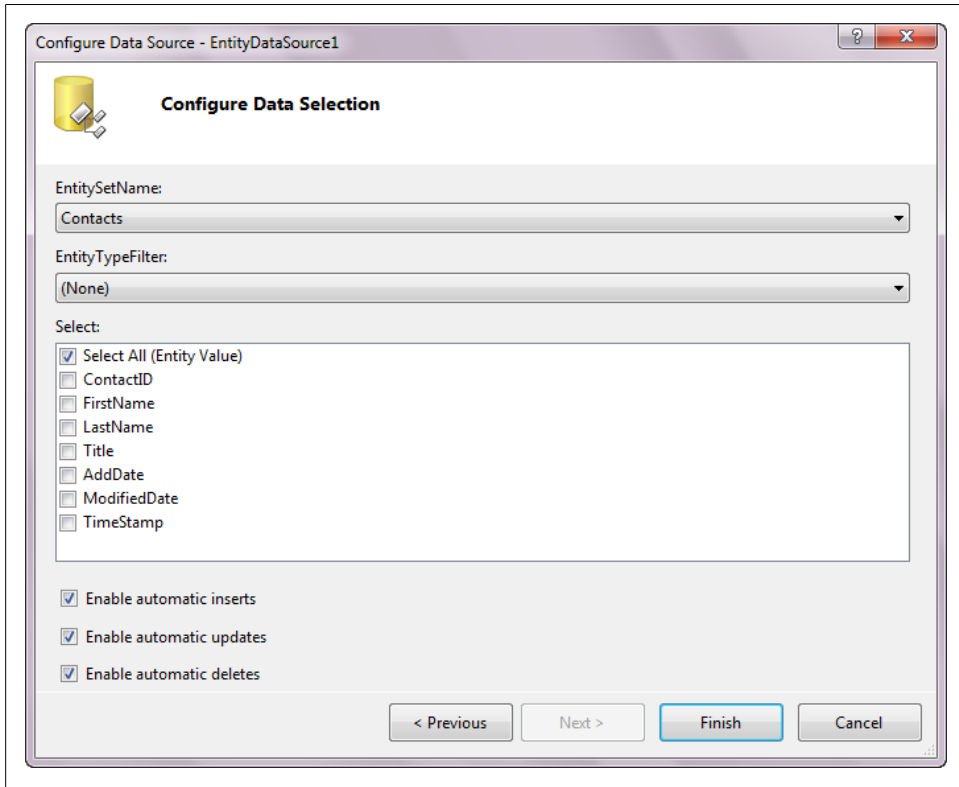 Configure Data Source - EntityDataSource1
Configure Data Selection
EntitySetName:
Contacts
EntityTypeFilter:
(None)
Select:
Select All (Entity Value)
ContactID
FirstName
LastName
Title
AddDate
ModifiedDate
TimeStamp
Enable automatic inserts
Enable automatic updates
Enable automatic deletes
< Previous
Next >
Finish
Cancel